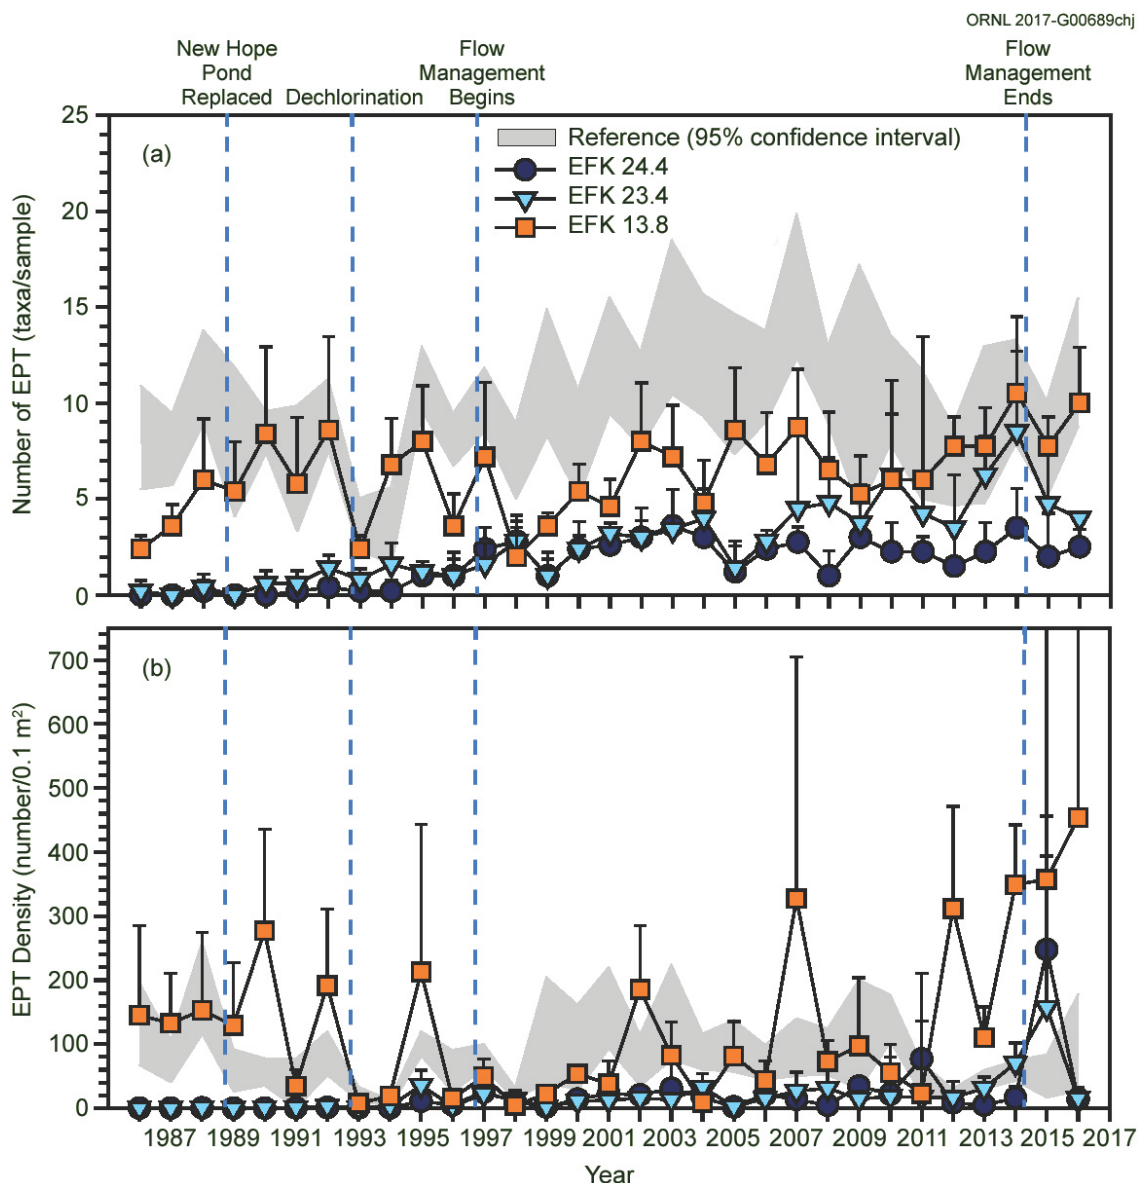 ORNL 2017-G00689chj
New Hope
Pond
Replaced
Dechlorination
Flow
Management
Begins
Flow
Management
Ends
(a)
Reference (95% confidence interval)
EFK 24.4
EFK 23.4
EFK 13.8
Number of EPT (taxa/sample)
25
20
15
10
5
0
(b)
EPT Density (number/0.1 m²)
700
600
500
400
300
200
100
0
1987 1989 1991 1993 1995 1997 1999 2001 2003 2005 2007 2009 2011 2013 2015 2017
Year